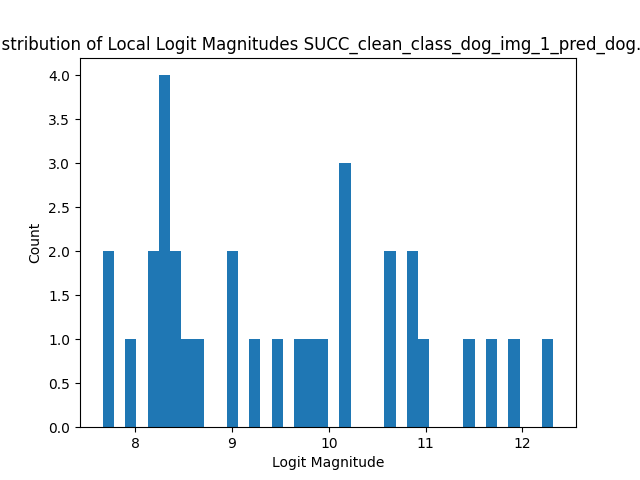 stribution of Local Logit Magnitudes SUCC_clean_class_dog_img_1_pred_dog.
4.0
3.5
3.0
2.5
2.0
1.5
1.0
0.5
0.0
Count
8 9 10 11 12
Logit Magnitude